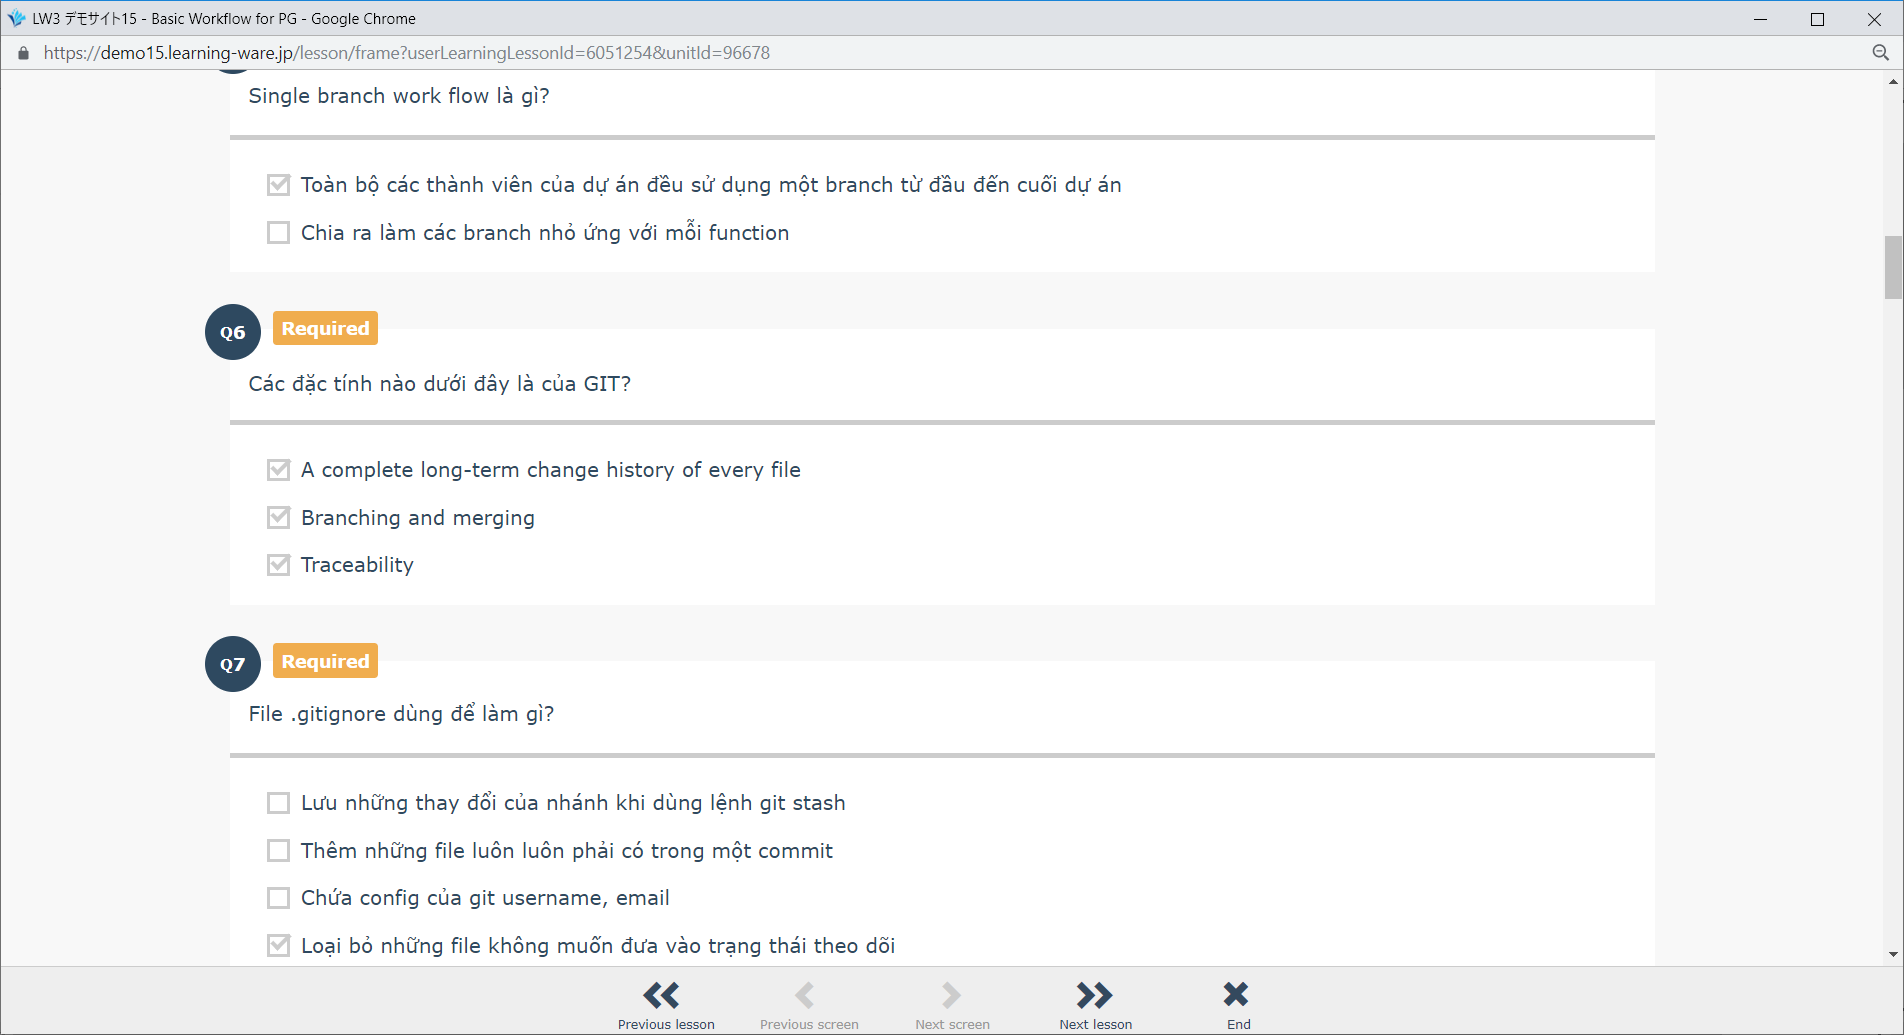 LW3 デモサイト15 - Basic Workflow for PG - Google Chrome
https://demo15.learning-ware.jp/lesson/frame?userLearningLessonId=6051254&unitId=96678
Single branch work flow là gì?
Toàn bộ các thành viên của dự án đều sử dụng một branch từ đầu đến cuối dự án
Chia ra làm các branch nhỏ ứng với mỗi function
Q6 Required
Các đặc tính nào dưới đây là của GIT?
A complete long-term change history of every file
Branching and merging
Traceability
Q7 Required
File .gitignore dùng để làm gì?
Lưu những thay đổi của nhánh khi dùng lệnh git stash
Thêm những file luôn luôn phải có trong một commit
Chứa config của git username, email
Loại bỏ những file không muốn đưa vào trạng thái theo dõi
Previous lesson Previous screen Next screen Next lesson End